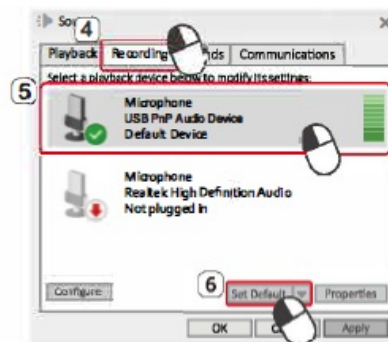 4
Playback Recording
Communications
Select a playback device below to modify its settings:
5
Microphone
USB PnP Audio Device
Default Device
Microphone
Realtek High Definition Audio
Not plugged in
6
Configure Set Default Properties
OK Apply